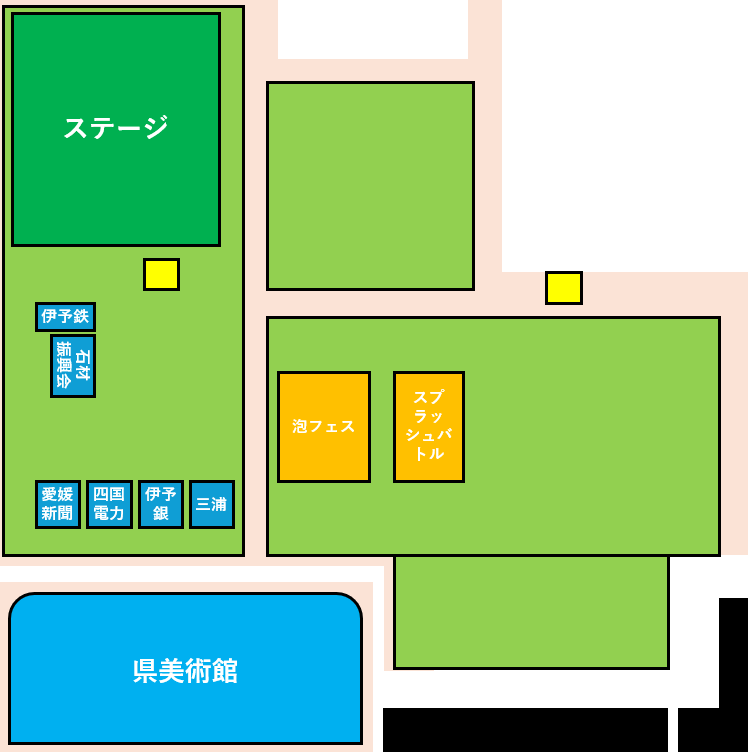 ステージ
伊予鉄
石材
振興会
泡フェス
スプ
ラッ
シュバ
トル
愛媛
新聞
四国
電力
伊予
銀
三浦
県美術館